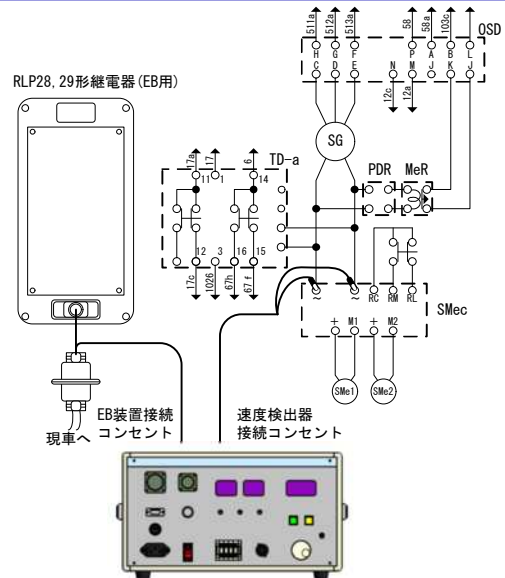 511a 512a 513a 58 58a 103c
OSD
H G F P A B L
C D E N M J K J
12c 12a
RLP28, 29形継電器(EB用)
SG
17a 17 6
TD-a
11 1 14
PDR MeR
12 3 16 15
17c 1026 67h 67f
~ ~ RC RM RL
SMec
+ M1 + M2
SMe1 SMe2
EB装置接続
コンセント
速度検出器
接続コンセント
現車へ